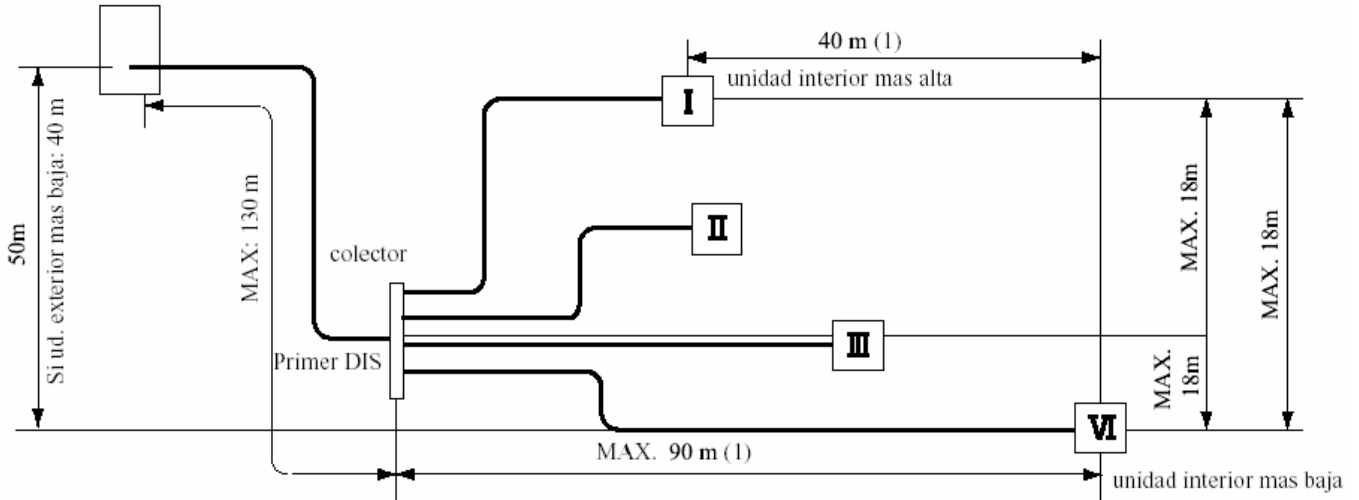 40 m (1)
unidad interior mas alta
I
50m
Si ud. exterior mas baja: 40 m
MAX: 130 m
II
MAX. 18m
MAX. 18m
colector
Primer DIS
III
MAX.
18m
VI
MAX. 90 m (1)
unidad interior mas baja